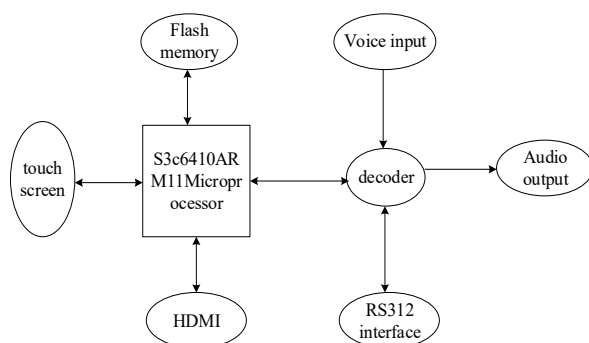 Flash
memory
Voice input
touch
screen
S3c6410AR
M11Micropr
ocessor
decoder
Audio
output
HDMI
RS312
interface